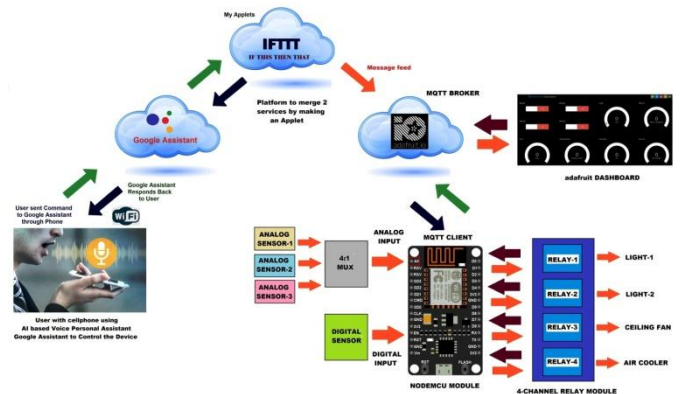 My Applets
IFTTT
IF THIS THEN THAT
Message feed
Platform to merge 2
services by making
an Applet
MQTT BROKER
adafruit.io
adafruit DASHBOARD
Google Assistant
Google Assistant
Responds Back
to User
User sent Command
to Google Assistant
through Phone
WiFi
User with cellphone using
AI based Voice Personal Assistant
Google Assistant to Control the Device
ANALOG
SENSOR-1
ANALOG
SENSOR-2
ANALOG
SENSOR-3
4:1
MUX
ANALOG
INPUT
MQTT CLIENT
DIGITAL
SENSOR
DIGITAL
INPUT
RST
FLASH
NODEMCU MODULE
RELAY-1
LIGHT-1
RELAY-2
LIGHT-2
RELAY-3
CEILING FAN
RELAY-4
AIR COOLER
4-CHANNEL RELAY MODULE